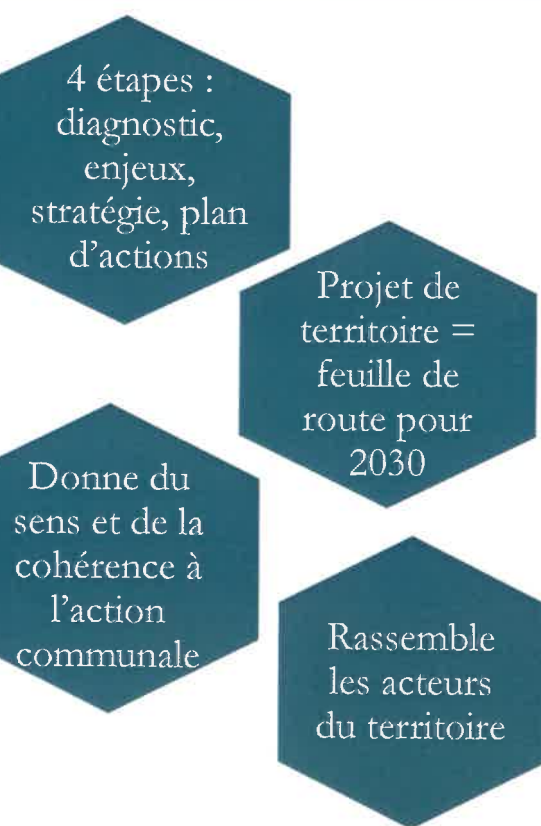 4 étapes :
diagnostic,
enjeux,
stratégie, plan
d'actions
Projet de
territoire =
feuille de
route pour
2030
Donne du
sens et de la
cohérence à
l'action
communale
Rassemble
les acteurs
du territoire